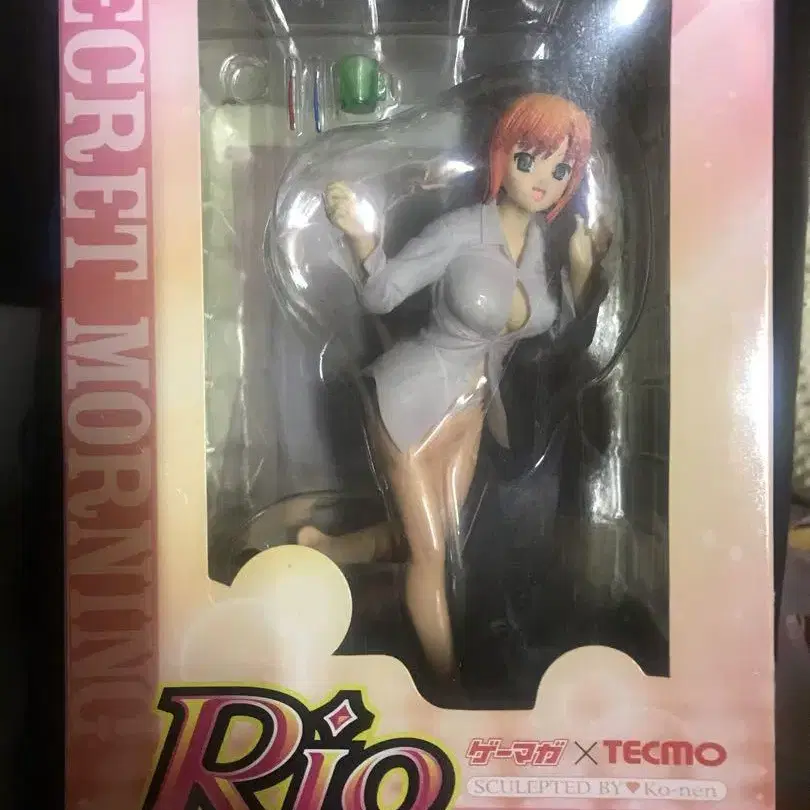 ECRET MORNING
Rio
ゲーマガ×TECMO
SCULEPTED BY♥Ko-nen